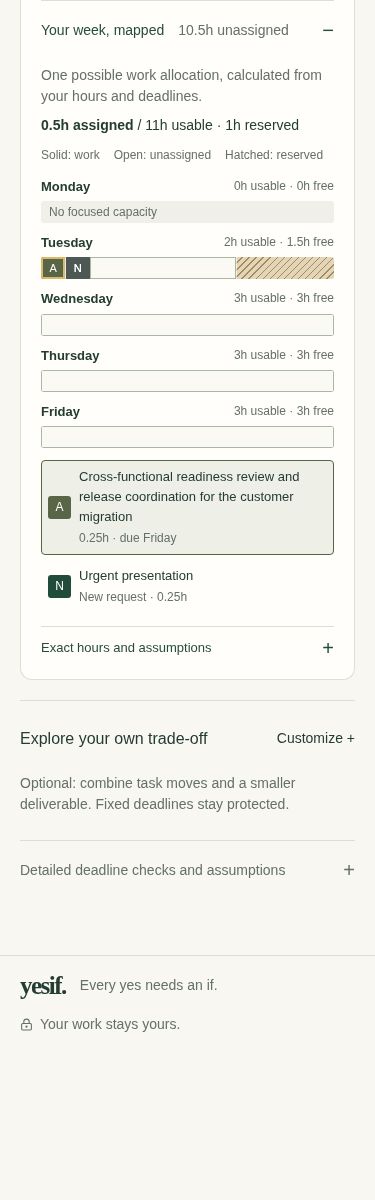 Your week, mapped 10.5h unassigned −
One possible work allocation, calculated from
your hours and deadlines.
0.5h assigned / 11h usable · 1h reserved
Solid: work Open: unassigned Hatched: reserved
Monday 0h usable · 0h free
No focused capacity
Tuesday 2h usable · 1.5h free
A N
Wednesday 3h usable · 3h free
Thursday 3h usable · 3h free
Friday 3h usable · 3h free
Cross-functional readiness review and
release coordination for the customer
A
migration
0.25h · due Friday
Urgent presentation
N
New request · 0.25h
Exact hours and assumptions +
Explore your own trade-off Customize +
Optional: combine task moves and a smaller
deliverable. Fixed deadlines stay protected.
Detailed deadline checks and assumptions +
yesif. Every yes needs an if.
Your work stays yours.